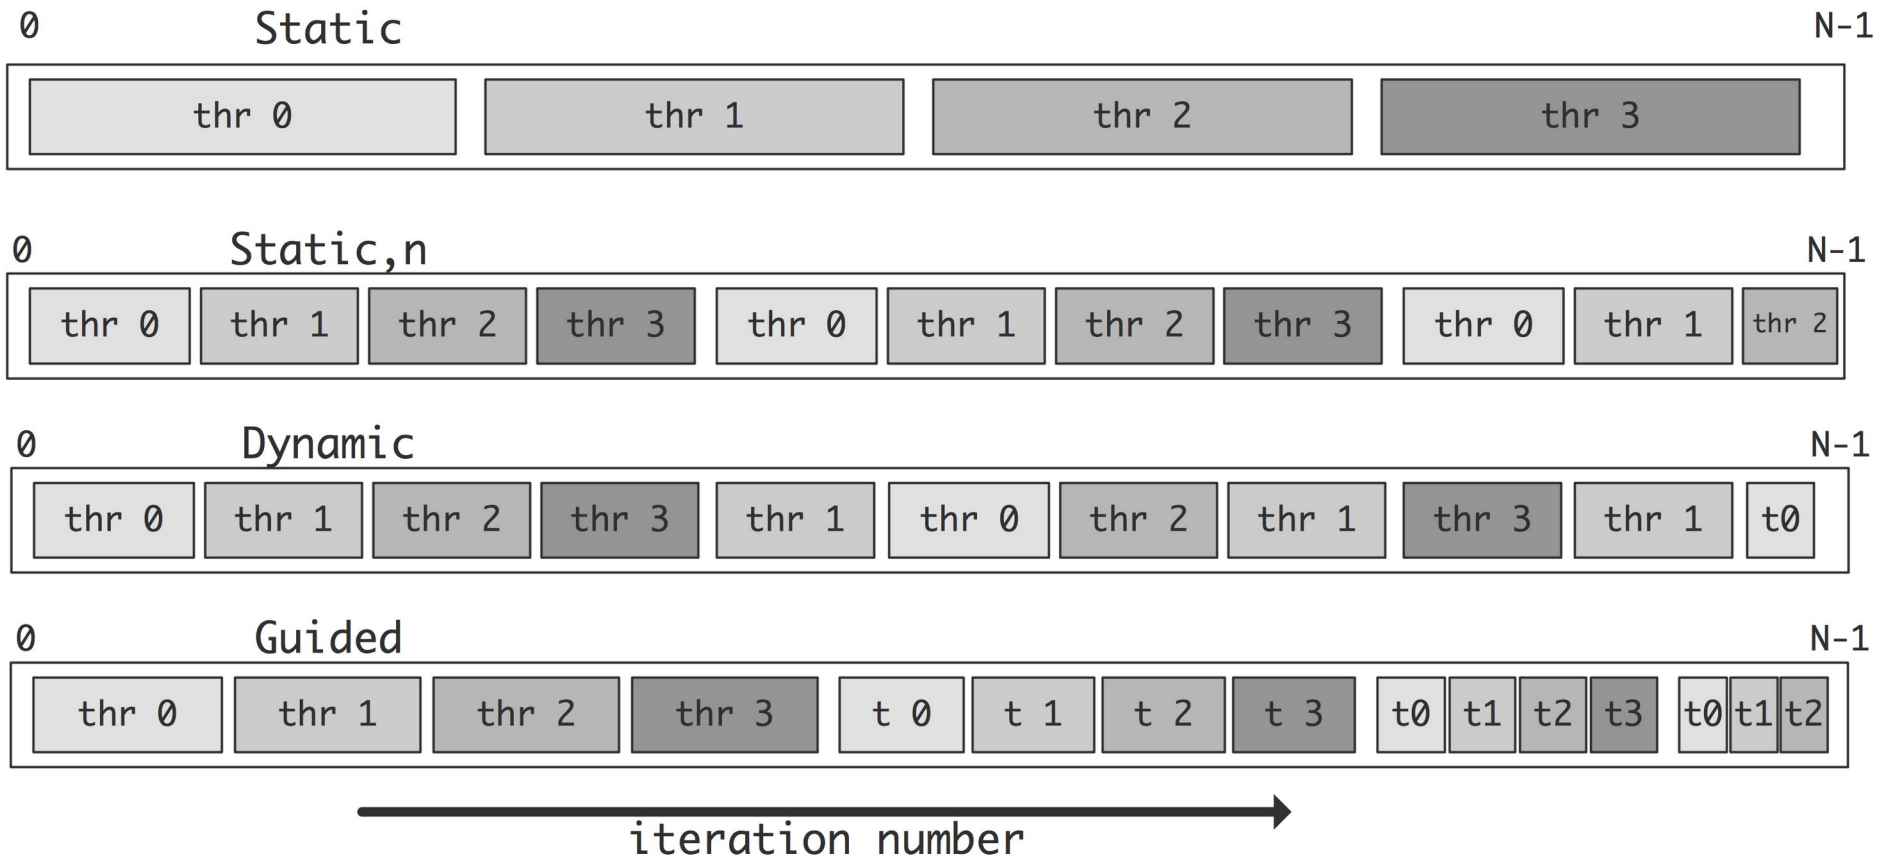 0 Static N-1
thr 0 thr 1 thr 2 thr 3
0 Static,n N-1
thr 0 thr 1 thr 2 thr 3 thr 0 thr 1 thr 2 thr 3 thr 0 thr 1 thr 2
0 Dynamic N-1
thr 0 thr 1 thr 2 thr 3 thr 1 thr 0 thr 2 thr 1 thr 3 thr 1 t0
0 Guided N-1
thr 0 thr 1 thr 2 thr 3 t 0 t 1 t 2 t 3 t0 t1 t2 t3 t0 t1 t2
iteration number